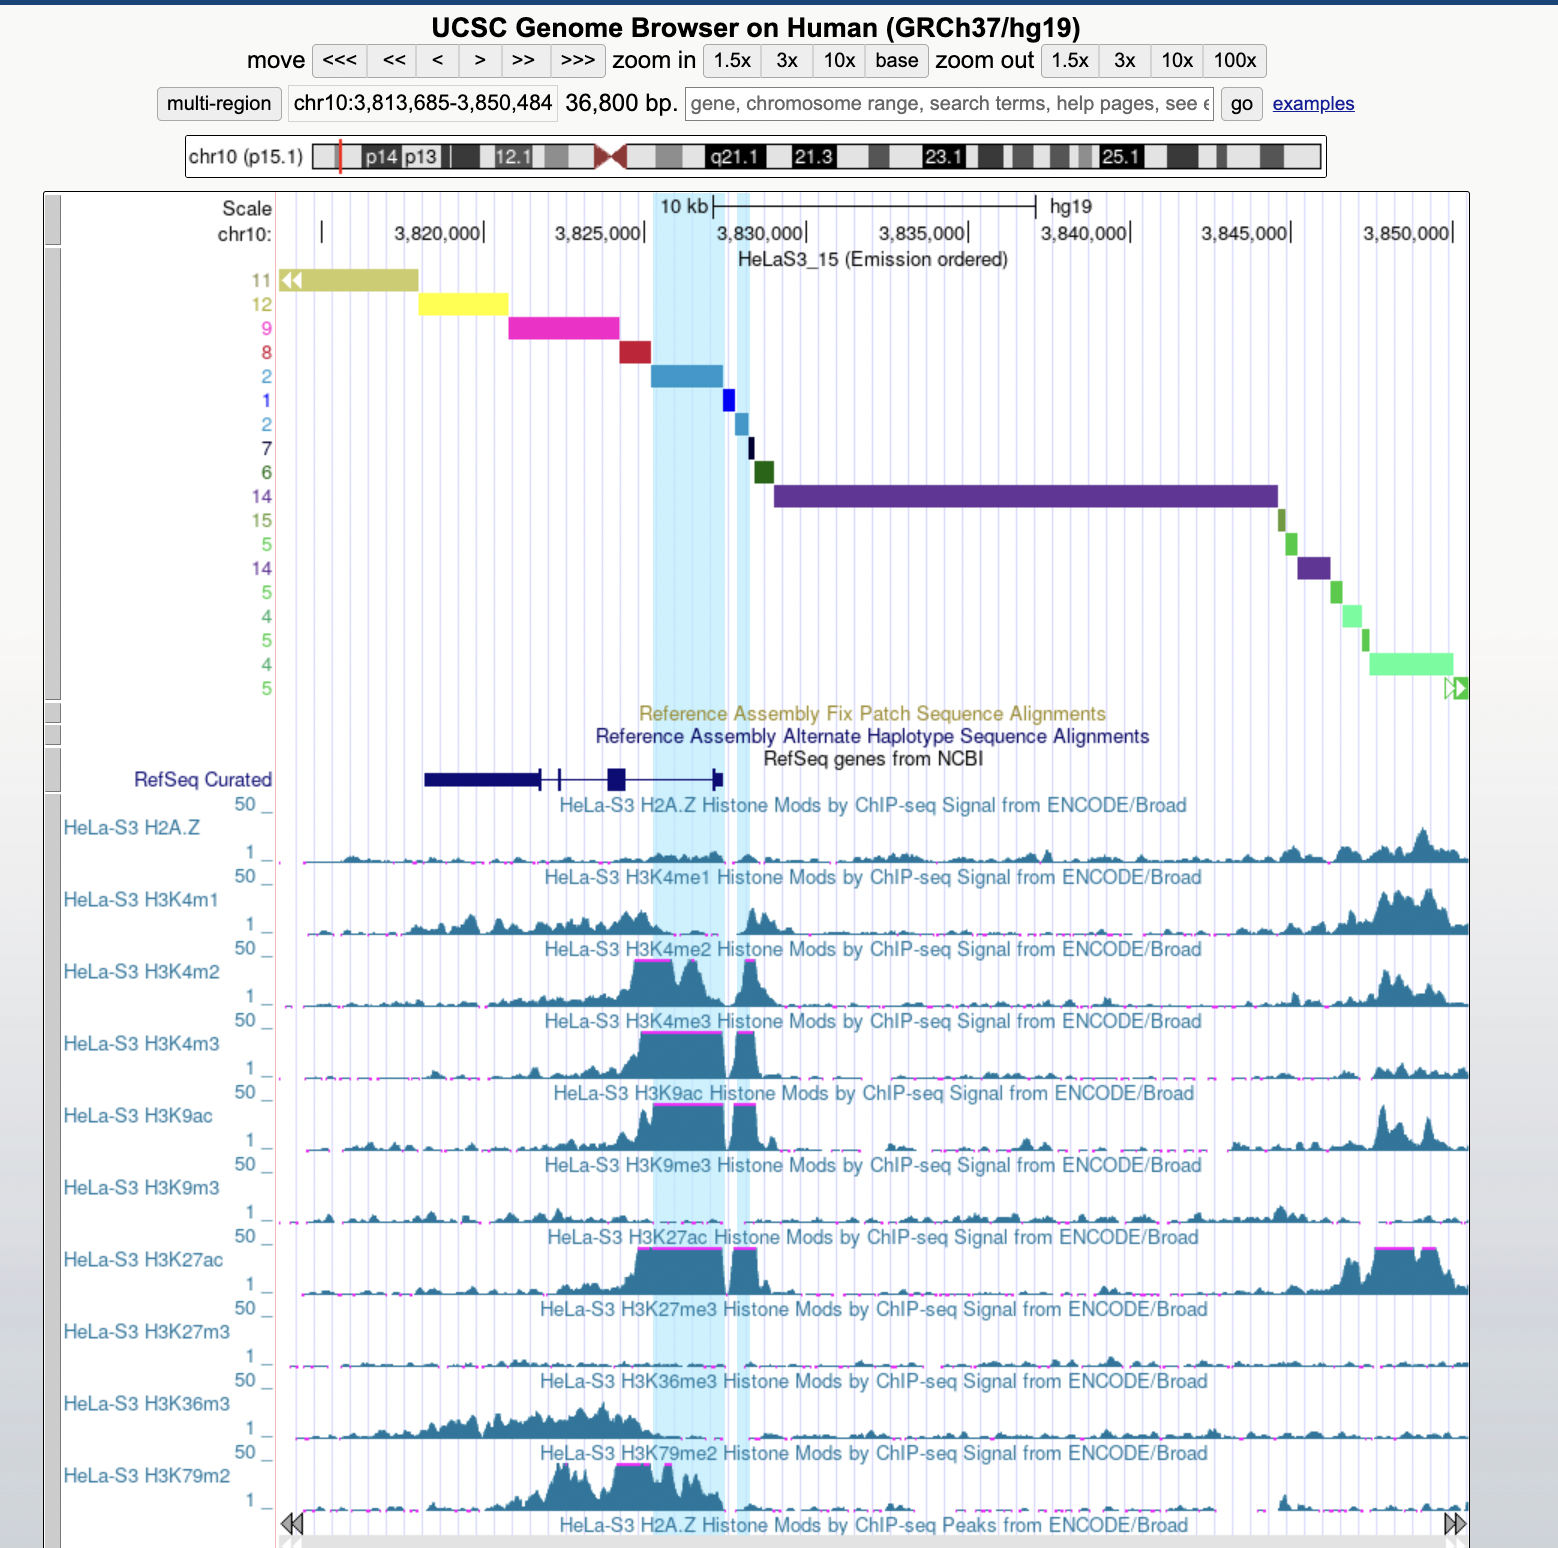 UCSC Genome Browser on Human (GRCh37/hg19)
move <<< << < > >> >>> zoom in 1.5x 3x 10x base zoom out 1.5x 3x 10x 100x
multi-region chr10:3,813,685-3,850,484 36,800 bp. gene, chromosome range, search terms, help pages, see e go examples
chr10 (p15.1) p14 p13 12.1 q21.1 21.3 23.1 25.1
Scale 10 kb hg19
chr10: 3,820,000 3,825,000 3,830,000 3,835,000 3,840,000 3,845,000 3,850,000
HeLaS3_15 (Emission ordered)
11
12
9
8
2
1
2
7
6
14
15
5
14
5
4
5
4
5
Reference Assembly Fix Patch Sequence Alignments
Reference Assembly Alternate Haplotype Sequence Alignments
RefSeq genes from NCBI
RefSeq Curated
50 HeLa-S3 H2A.Z Histone Mods by ChIP-seq Signal from ENCODE/Broad
HeLa-S3 H2A.Z
1
50 HeLa-S3 H3K4me1 Histone Mods by ChIP-seq Signal from ENCODE/Broad
HeLa-S3 H3K4m1
1
50 HeLa-S3 H3K4me2 Histone Mods by ChIP-seq Signal from ENCODE/Broad
HeLa-S3 H3K4m2
1
50 HeLa-S3 H3K4me3 Histone Mods by ChIP-seq Signal from ENCODE/Broad
HeLa-S3 H3K4m3
1
50 HeLa-S3 H3K9ac Histone Mods by ChIP-seq Signal from ENCODE/Broad
HeLa-S3 H3K9ac
1
50 HeLa-S3 H3K9me3 Histone Mods by ChIP-seq Signal from ENCODE/Broad
HeLa-S3 H3K9m3
1
50 HeLa-S3 H3K27ac Histone Mods by ChIP-seq Signal from ENCODE/Broad
HeLa-S3 H3K27ac
1
50 HeLa-S3 H3K27me3 Histone Mods by ChIP-seq Signal from ENCODE/Broad
HeLa-S3 H3K27m3
1
50 HeLa-S3 H3K36me3 Histone Mods by ChIP-seq Signal from ENCODE/Broad
HeLa-S3 H3K36m3
1
50 HeLa-S3 H3K79me2 Histone Mods by ChIP-seq Signal from ENCODE/Broad
HeLa-S3 H3K79m2
1
HeLa-S3 H2A.Z Histone Mods by ChIP-seq Peaks from ENCODE/Broad